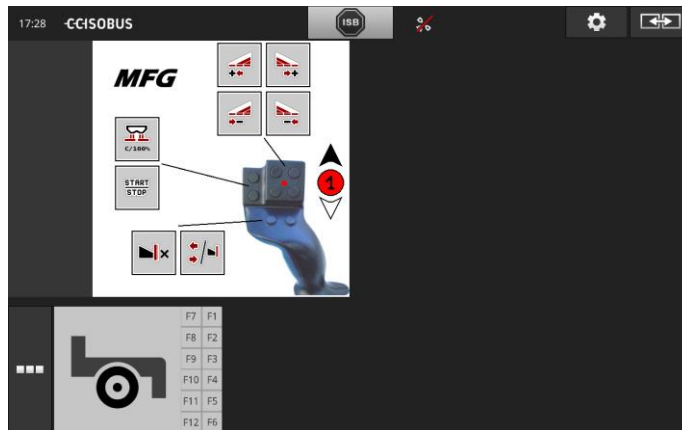 17:28 CCISOBUS ISB
MFG
C/100%
START
STOP
1
F7 F1
F8 F2
F9 F3
F10 F4
F11 F5
F12 F6